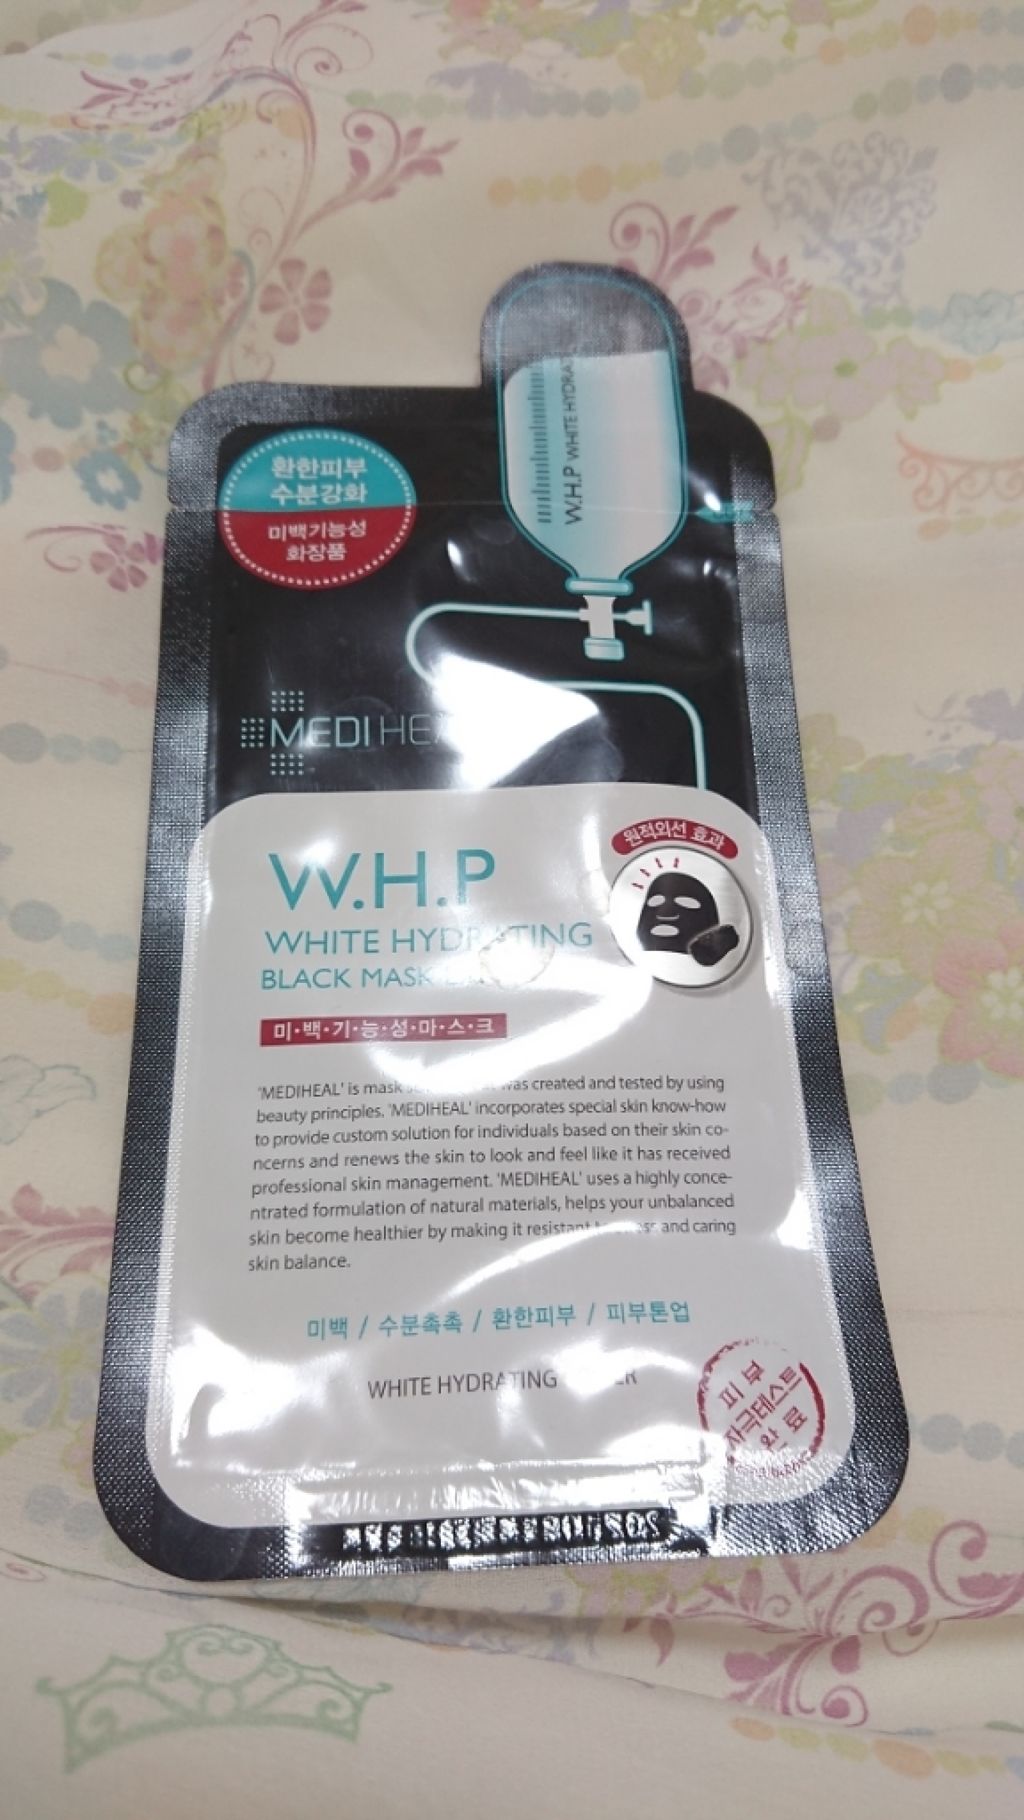 W.H.P WHITE HYDRA
환한피부
수분강화
미백기능성
화장품
MEDI
원적외선 효과
W.H.P
WHITE HYDRATING
BLACK MASK
미·백·기·능·성·마·스·크
'MEDIHEAL' is mask was created and tested by using
beauty principles. 'MEDIHEAL' incorporates special skin know-how
to provide custom solution for individuals based on their skin co-
ncerns and renews the skin to look and feel like it has received
professional skin management. 'MEDIHEAL' uses a highly conce-
ntrated formulation of natural materials, helps your unbalanced
skin become healthier by making it resistant and caring
skin balance.
미백 / 수분촉촉 / 환한피부 / 피부톤업
WHITE HYDRATING
피부
자극테스트
완료